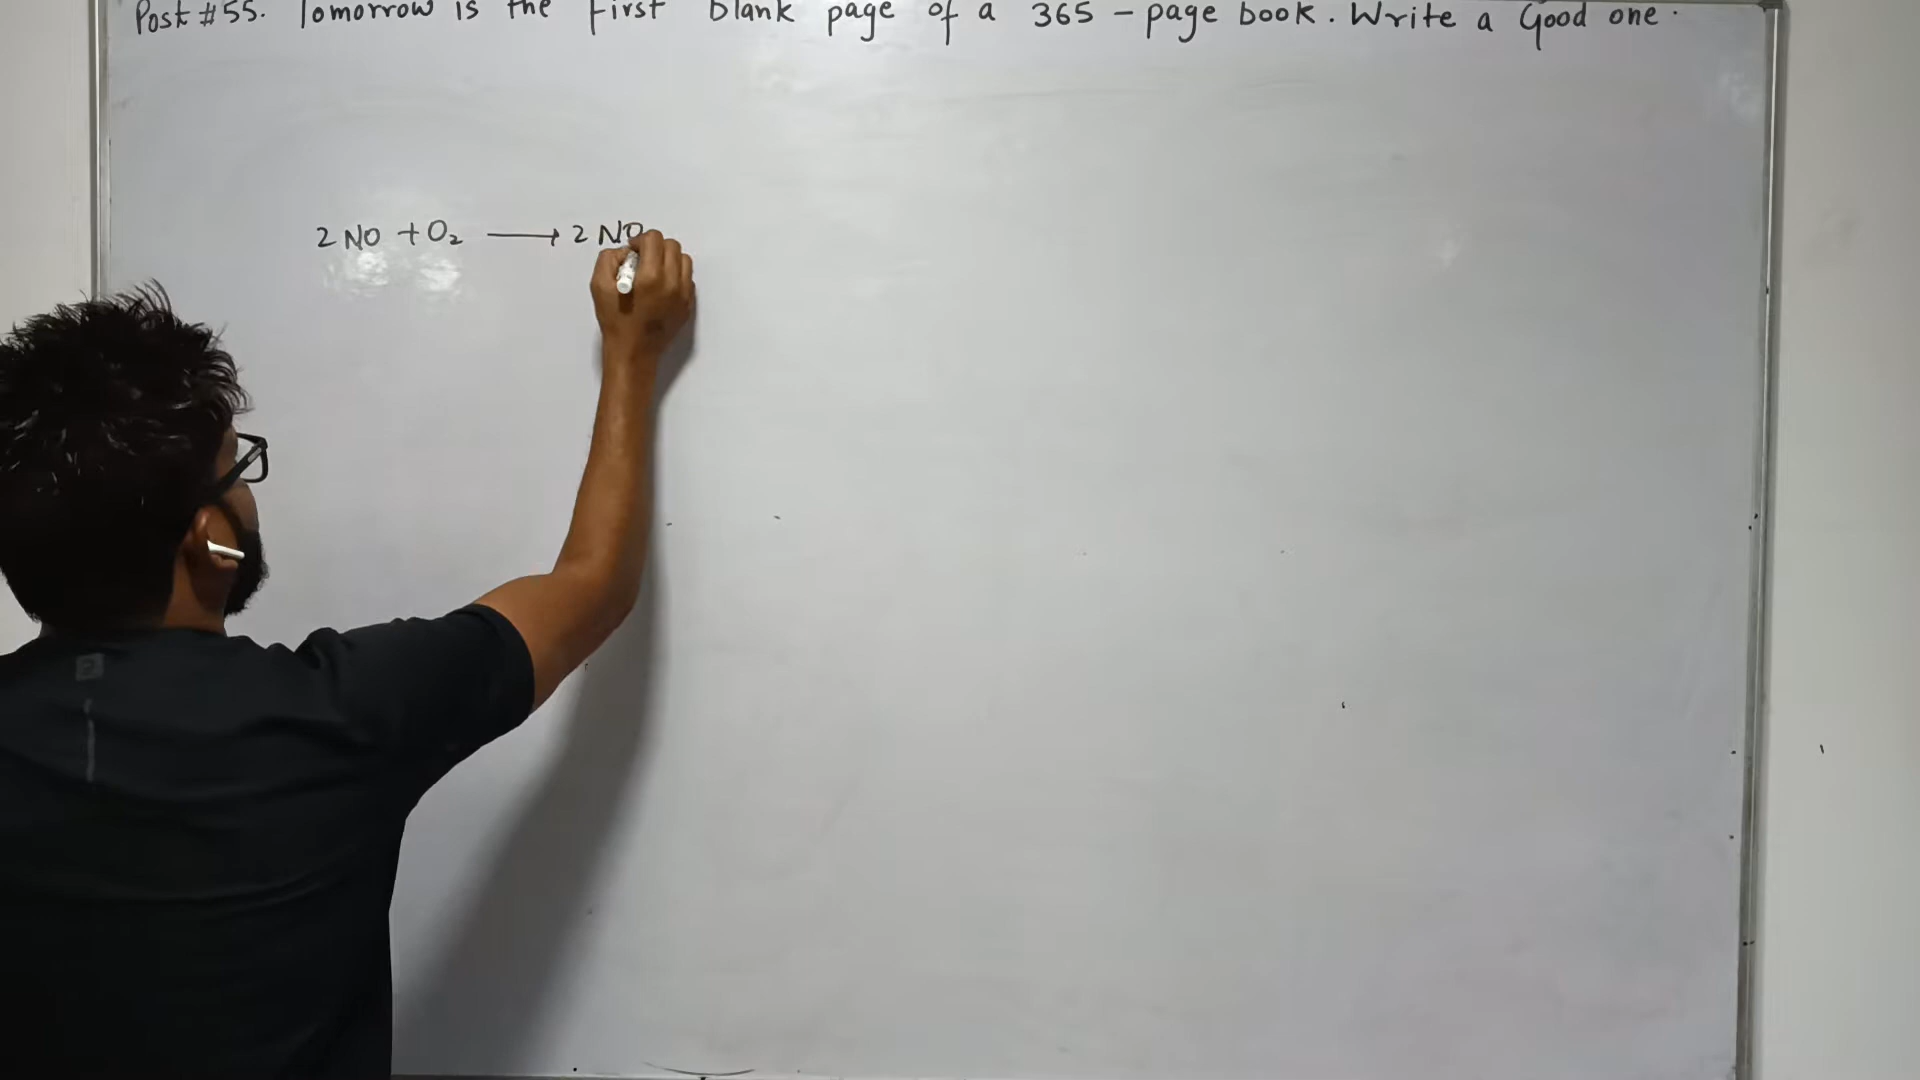 Post #55. Tomorrow is the first blank page of a 365-page book. Write a Good one.
2 NO + O₂ ⟶ 2 NO